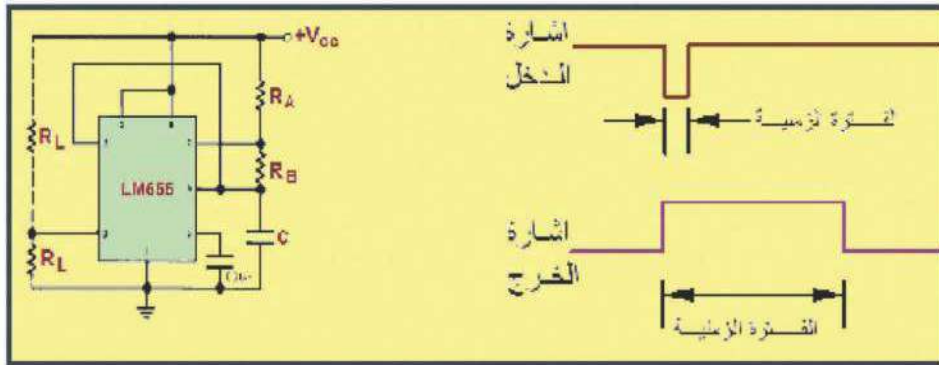 +Vcc
RA
RL
RB
LM555
C
RL
اشارة
الدخل
الفترة الزمنية
اشارة
الخرج
الفترة الزمنية